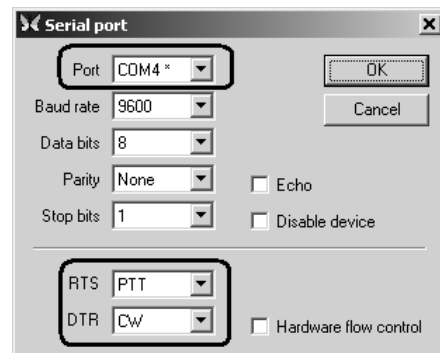 Serial port
Port COM4 * OK
Baud rate 9600 Cancel
Data bits 8
Parity None Echo
Stop bits 1 Disable device
RTS PTT
DTR CW Hardware flow control